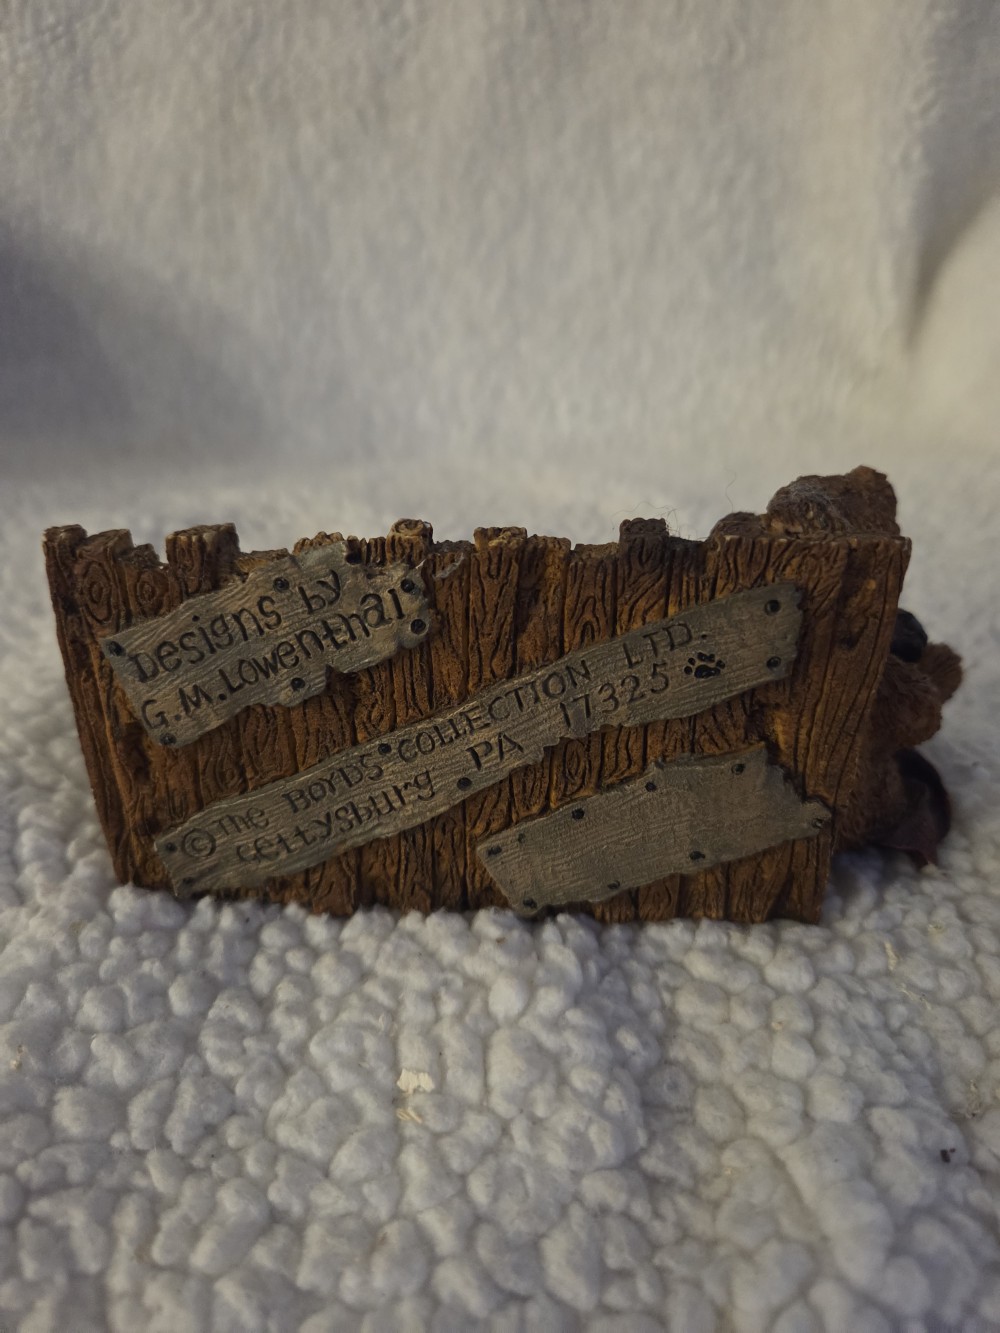 Designs by
G.M.Lowenthal
© The BOYDS COLLECTION LTD.
Gettysburg PA 17325